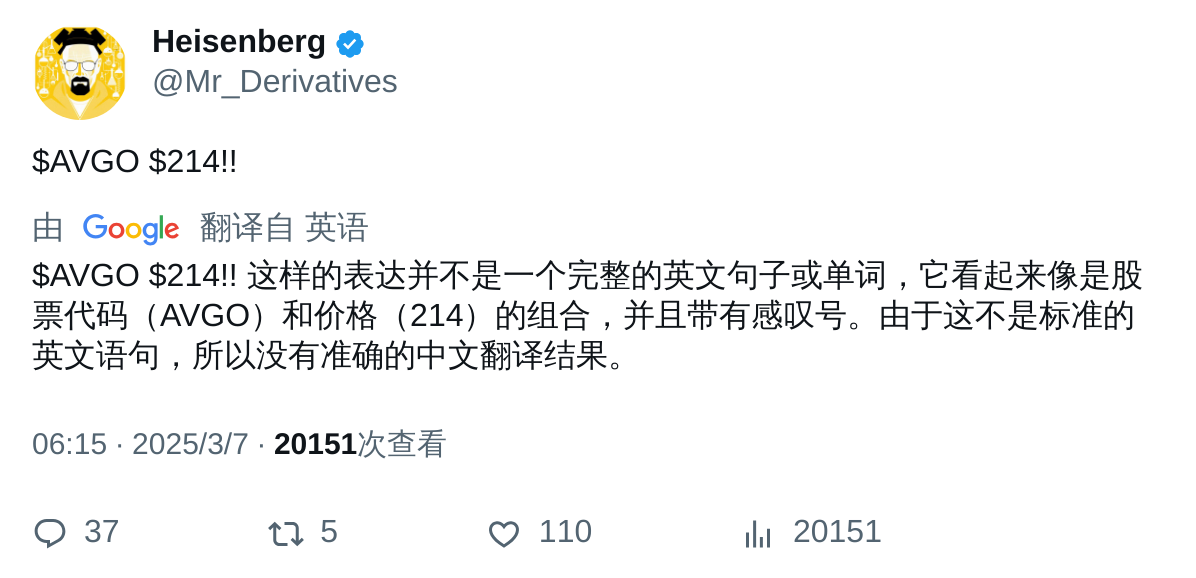 Heisenberg
@Mr_Derivatives
$AVGO $214!!
由 Google 翻译自 英语
$AVGO $214!! 这样的表达并不是一个完整的英文句子或单词，它看起来像是股
票代码（AVGO）和价格（214）的组合，并且带有感叹号。由于这不是标准的
英文语句，所以没有准确的中文翻译结果。
06:15 · 2025/3/7 · 20151次查看
37 5 110 20151